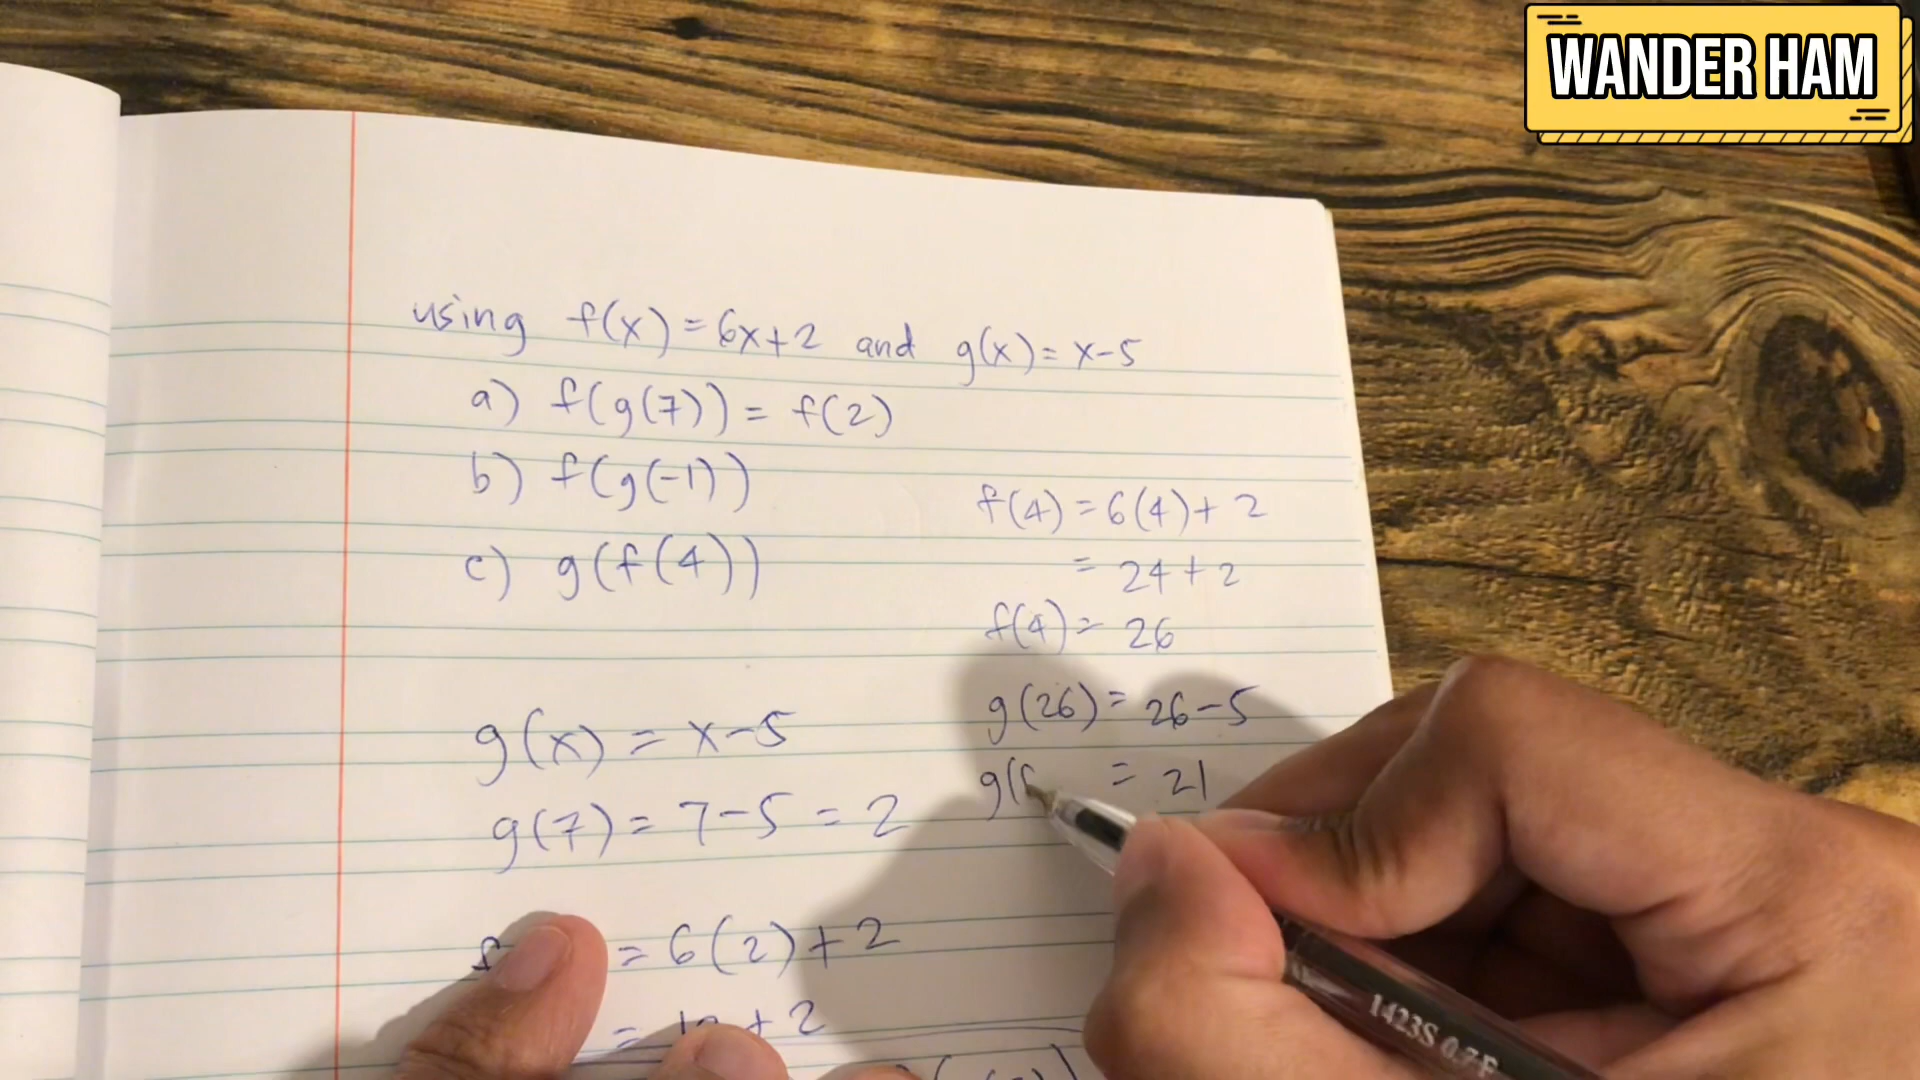 WANDER HAM
using f(x)=6x+2 and g(x)=x-5
a) f(g(7)) = f(2)
b) f(g(-1))
c) g(f(4))
g(x) = x-5
g(7) = 7-5 = 2
= 6(2)+2
+ 2
f(4) = 6(4)+ 2
= 24 + 2
f(4) = 26
g(26) = 26-5
g(f = 21
1423S 0.7-F